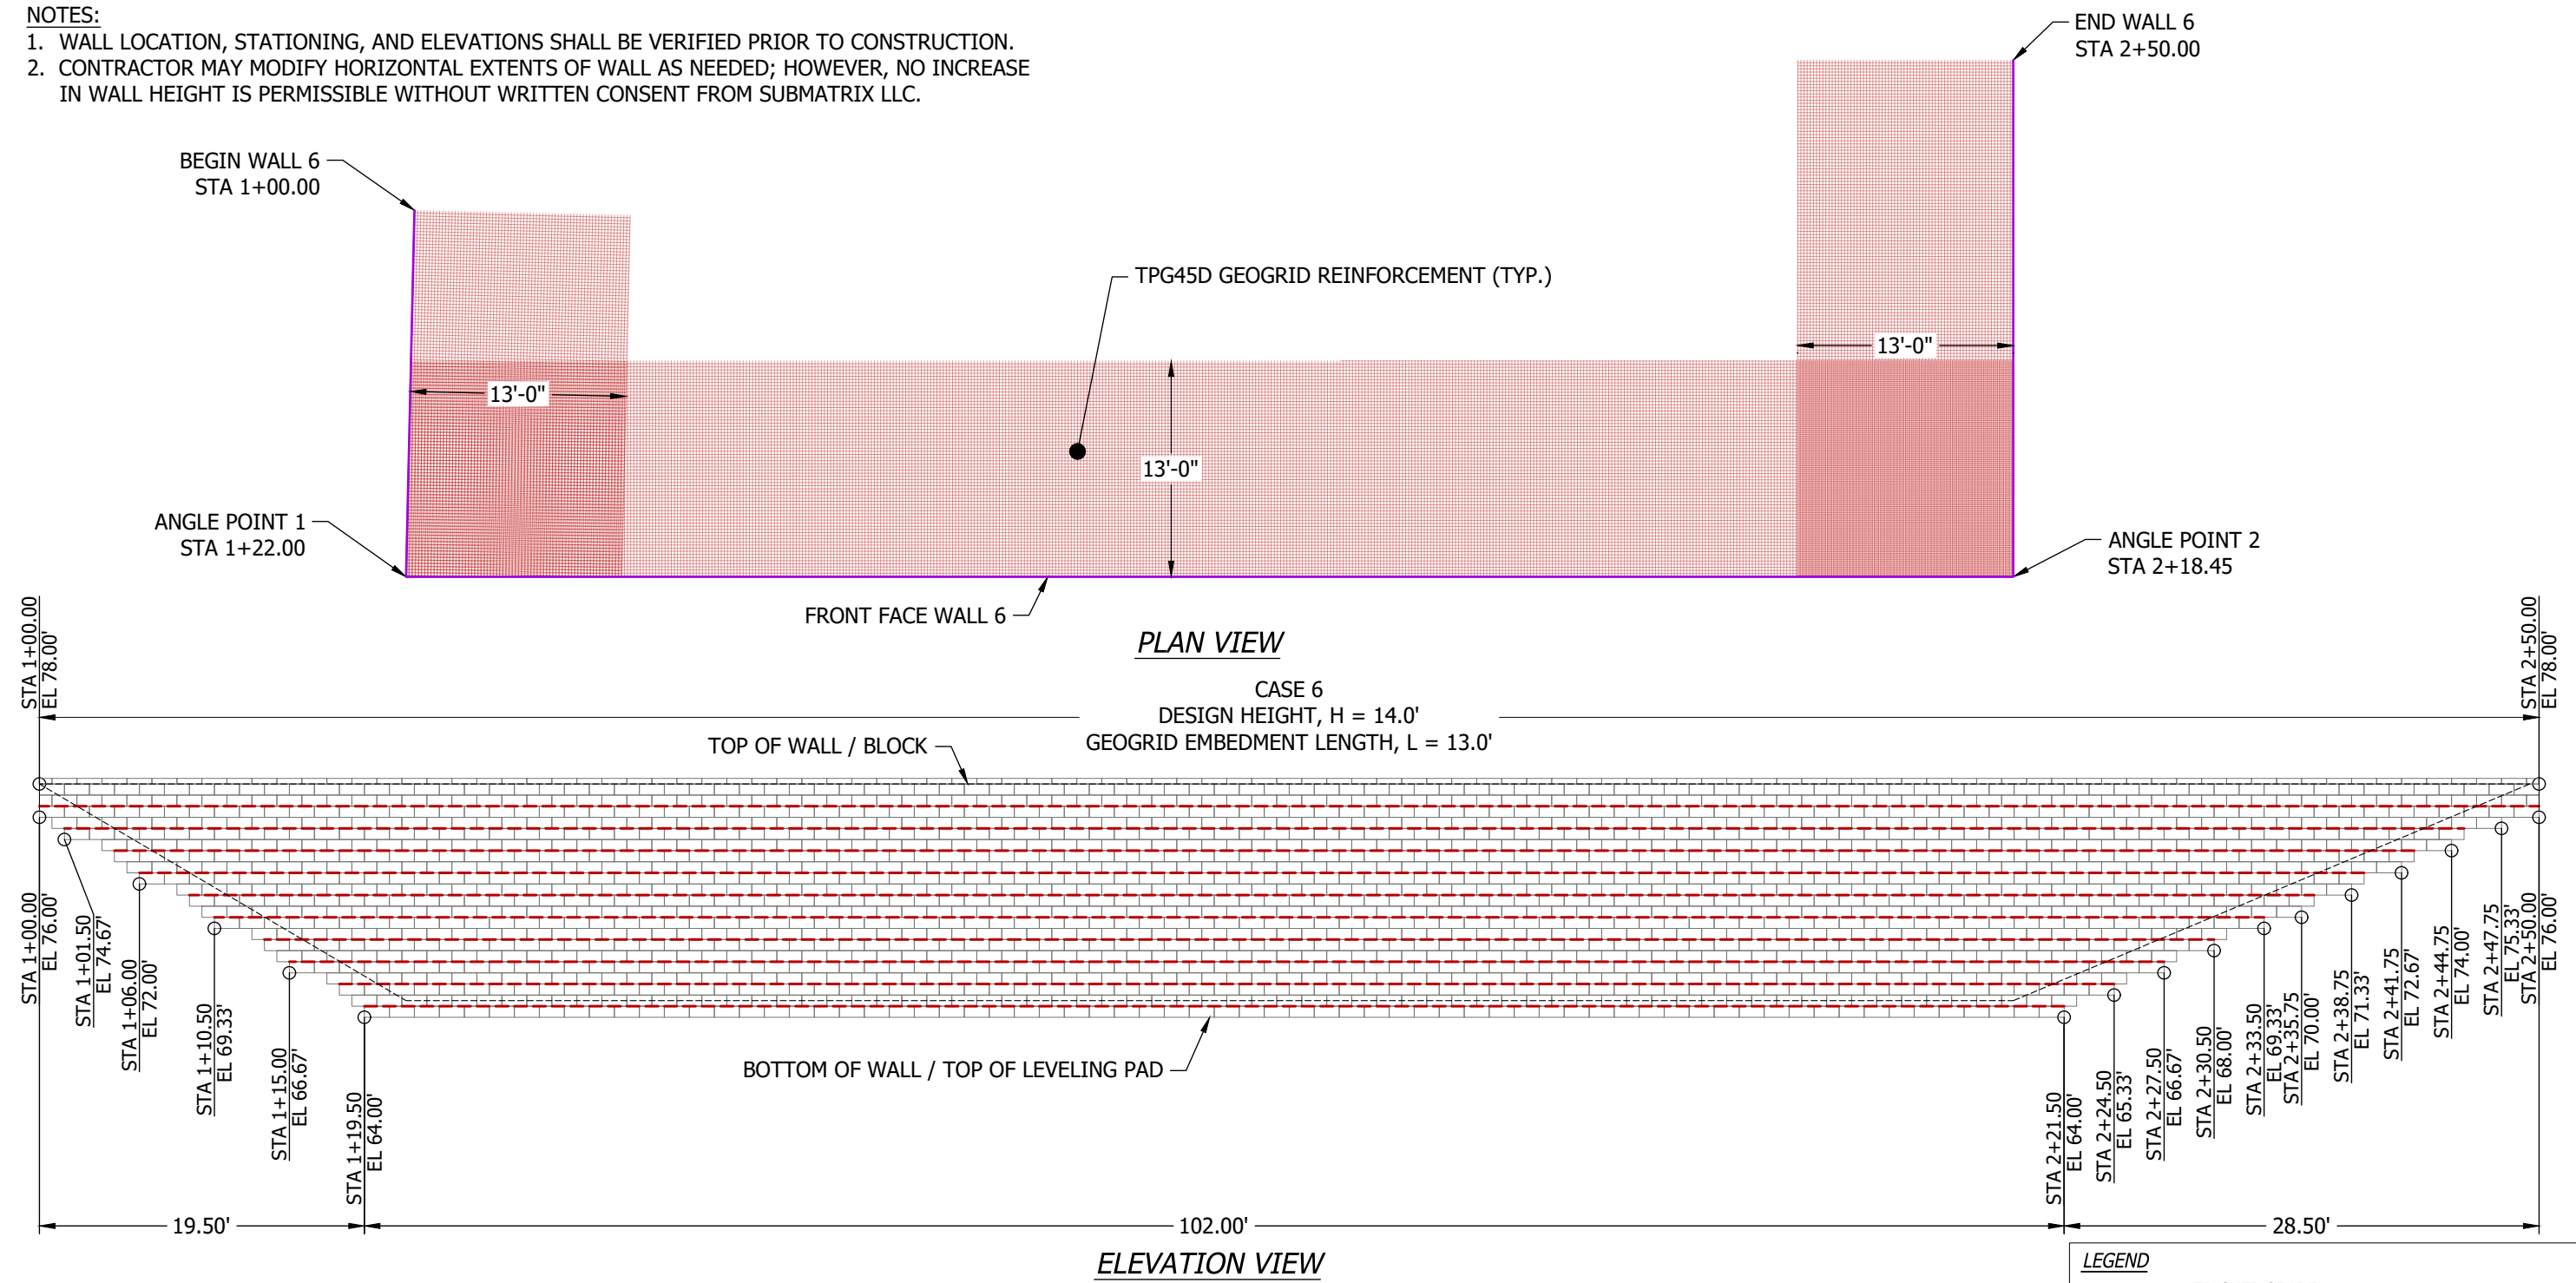 NOTES:
1. WALL LOCATION, STATIONING, AND ELEVATIONS SHALL BE VERIFIED PRIOR TO CONSTRUCTION.
2. CONTRACTOR MAY MODIFY HORIZONTAL EXTENTS OF WALL AS NEEDED; HOWEVER, NO INCREASE
IN WALL HEIGHT IS PERMISSIBLE WITHOUT WRITTEN CONSENT FROM SUBMATRIX LLC.
END WALL 6
STA 2+50.00
BEGIN WALL 6
STA 1+00.00
TPG45D GEOGRID REINFORCEMENT (TYP.)
13'-0"
13'-0"
13'-0"
ANGLE POINT 1
STA 1+22.00
ANGLE POINT 2
STA 2+18.45
FRONT FACE WALL 6
PLAN VIEW
STA 1+00.00
EL 78.00'
STA 2+50.00
EL 78.00'
CASE 6
DESIGN HEIGHT, H = 14.0'
GEOGRID EMBEDMENT LENGTH, L = 13.0'
TOP OF WALL / BLOCK
STA 1+00.00
EL 76.00'
STA 1+01.50
EL 74.67'
STA 1+06.00
EL 72.00'
STA 1+10.50
EL 69.33'
STA 1+15.00
EL 66.67'
STA 1+19.50
EL 64.00'
BOTTOM OF WALL / TOP OF LEVELING PAD
STA 2+21.50
EL 64.00'
STA 2+24.50
EL 65.33'
STA 2+27.50
EL 66.67'
STA 2+30.50
EL 68.00'
STA 2+33.50
EL 69.33'
STA 2+35.75
EL 70.00'
STA 2+38.75
EL 71.33'
STA 2+41.75
EL 72.67'
STA 2+44.75
EL 74.00'
STA 2+47.75
EL 75.33'
STA 2+50.00
EL 76.00'
19.50'
102.00'
28.50'
ELEVATION VIEW
LEGEND